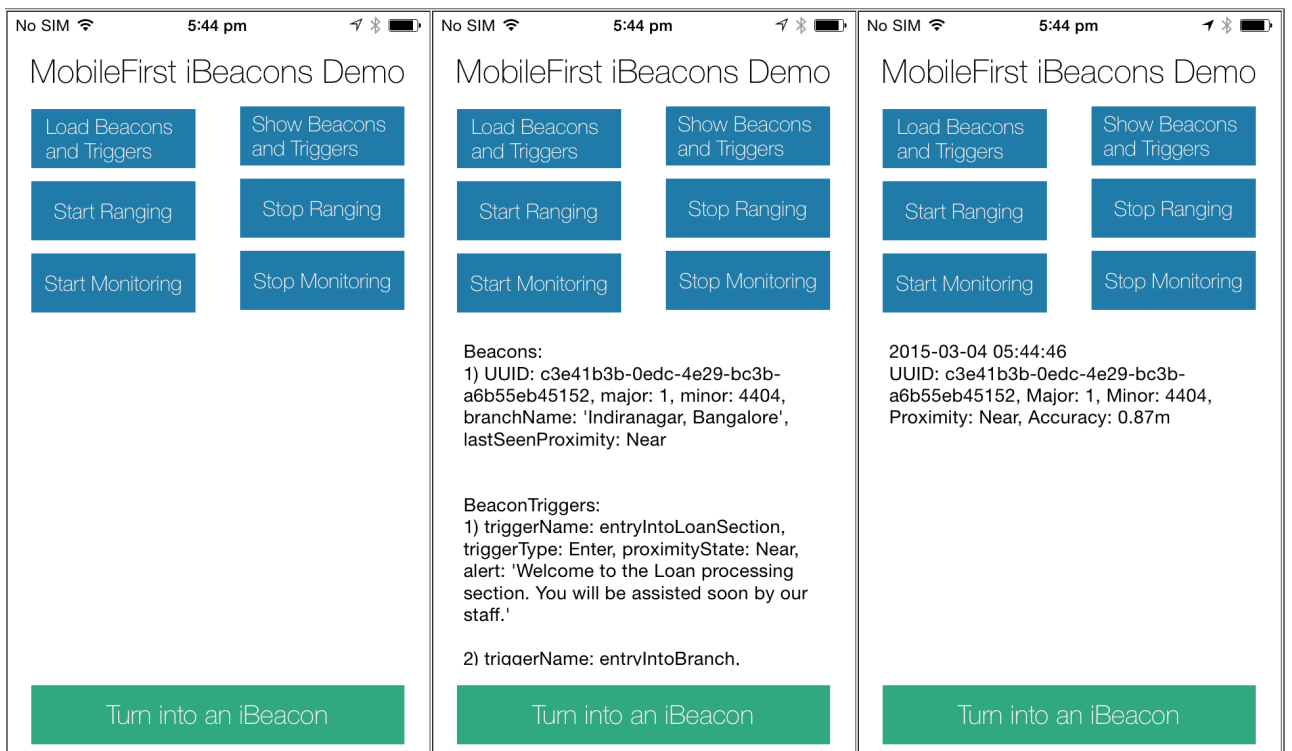 No SIM 5:44 pm
MobileFirst iBeacons Demo
Load Beacons
and Triggers
Show Beacons
and Triggers
Start Ranging
Stop Ranging
Start Monitoring
Stop Monitoring
Turn into an iBeacon
No SIM 5:44 pm
MobileFirst iBeacons Demo
Load Beacons
and Triggers
Show Beacons
and Triggers
Start Ranging
Stop Ranging
Start Monitoring
Stop Monitoring
Beacons:
1) UUID: c3e41b3b-0edc-4e29-bc3b-
a6b55eb45152, major: 1, minor: 4404,
branchName: 'Indiranagar, Bangalore',
lastSeenProximity: Near
BeaconTriggers:
1) triggerName: entryIntoLoanSection,
triggerType: Enter, proximityState: Near,
alert: 'Welcome to the Loan processing
section. You will be assisted soon by our
staff.'
2) triggerName: entryIntoBranch,
Turn into an iBeacon
No SIM 5:44 pm
MobileFirst iBeacons Demo
Load Beacons
and Triggers
Show Beacons
and Triggers
Start Ranging
Stop Ranging
Start Monitoring
Stop Monitoring
2015-03-04 05:44:46
UUID: c3e41b3b-0edc-4e29-bc3b-
a6b55eb45152, Major: 1, Minor: 4404,
Proximity: Near, Accuracy: 0.87m
Turn into an iBeacon